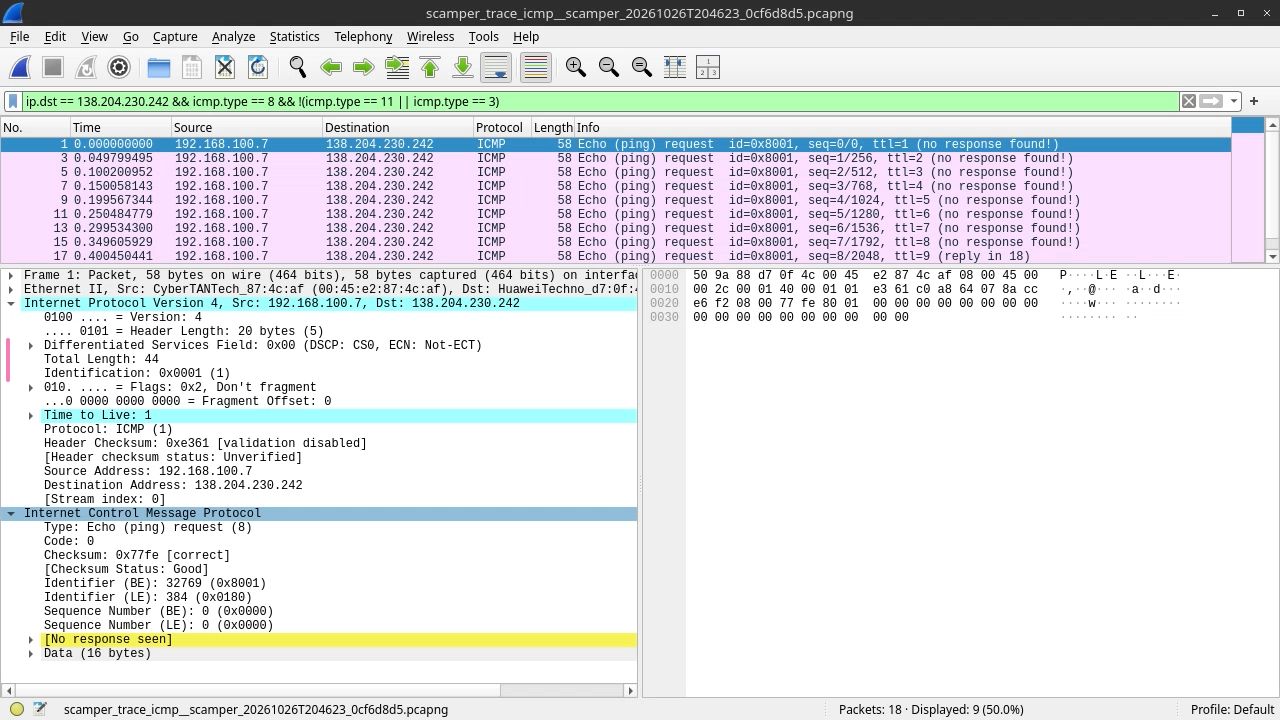 scamper_trace_icmp__scamper_20261026T204623_0cf6d8d5.pcapng
File Edit View Go Capture Analyze Statistics Telephony Wireless Tools Help
ip.dst == 138.204.230.242 && icmp.type == 8 && !(icmp.type == 11 || icmp.type == 3)
No. Time Source Destination Protocol Length Info
1 0.000000000 192.168.100.7 138.204.230.242 ICMP 58 Echo (ping) request id=0x8001, seq=0/0, ttl=1 (no response found!)
3 0.049799495 192.168.100.7 138.204.230.242 ICMP 58 Echo (ping) request id=0x8001, seq=1/256, ttl=2 (no response found!)
5 0.100200952 192.168.100.7 138.204.230.242 ICMP 58 Echo (ping) request id=0x8001, seq=2/512, ttl=3 (no response found!)
7 0.150058143 192.168.100.7 138.204.230.242 ICMP 58 Echo (ping) request id=0x8001, seq=3/768, ttl=4 (no response found!)
9 0.199567344 192.168.100.7 138.204.230.242 ICMP 58 Echo (ping) request id=0x8001, seq=4/1024, ttl=5 (no response found!)
11 0.250484779 192.168.100.7 138.204.230.242 ICMP 58 Echo (ping) request id=0x8001, seq=5/1280, ttl=6 (no response found!)
13 0.299534300 192.168.100.7 138.204.230.242 ICMP 58 Echo (ping) request id=0x8001, seq=6/1536, ttl=7 (no response found!)
15 0.349605929 192.168.100.7 138.204.230.242 ICMP 58 Echo (ping) request id=0x8001, seq=7/1792, ttl=8 (no response found!)
17 0.400450441 192.168.100.7 138.204.230.242 ICMP 58 Echo (ping) request id=0x8001, seq=8/2048, ttl=9 (reply in 18)
Frame 1: Packet, 58 bytes on wire (464 bits), 58 bytes captured (464 bits) on interfac
Ethernet II, Src: CyberTANTech_87:4c:af (00:45:e2:87:4c:af), Dst: HuaweiTechno_d7:0f:4
Internet Protocol Version 4, Src: 192.168.100.7, Dst: 138.204.230.242
0100 .... = Version: 4
.... 0101 = Header Length: 20 bytes (5)
Differentiated Services Field: 0x00 (DSCP: CS0, ECN: Not-ECT)
Total Length: 44
Identification: 0x0001 (1)
010. .... = Flags: 0x2, Don't fragment
...0 0000 0000 0000 = Fragment Offset: 0
Time to Live: 1
Protocol: ICMP (1)
Header Checksum: 0xe361 [validation disabled]
[Header checksum status: Unverified]
Source Address: 192.168.100.7
Destination Address: 138.204.230.242
[Stream index: 0]
Internet Control Message Protocol
Type: Echo (ping) request (8)
Code: 0
Checksum: 0x77fe [correct]
[Checksum Status: Good]
Identifier (BE): 32769 (0x8001)
Identifier (LE): 384 (0x0180)
Sequence Number (BE): 0 (0x0000)
Sequence Number (LE): 0 (0x0000)
[No response seen]
Data (16 bytes)
0000 50 9a 88 d7 0f 4c 00 45 e2 87 4c af 08 00 45 00 P····L·E ··L···E·
0010 00 2c 00 01 40 00 01 01 e3 61 c0 a8 64 07 8a cc ·,··@··· ·a··d···
0020 e6 f2 08 00 77 fe 80 01 00 00 00 00 00 00 00 00 ····w··· ········
0030 00 00 00 00 00 00 00 00 00 00 ········ ··
scamper_trace_icmp__scamper_20261026T204623_0cf6d8d5.pcapng
Packets: 18 · Displayed: 9 (50.0%)
Profile: Default